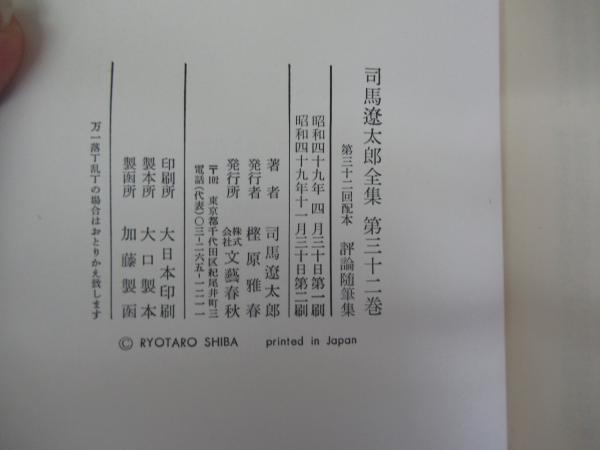 司馬遼太郎全集 第三十二巻
第三十二回配本 評論随筆集
昭和四十九年 四月三十日第一刷
昭和四十九年十一月三十日第二刷
著者 司馬遼太郎
発行者 樫原雅春
発行所 株式会社 文藝春秋
〒102 東京都千代田区紀尾井町三
電話(代表)〇三―二六五―一二一一
印刷所 大日本印刷
製本所 大口製本
製函所 加藤製函
万一落丁乱丁の場合はおとりかえ致します
© RYOTARO SHIBA printed in Japan